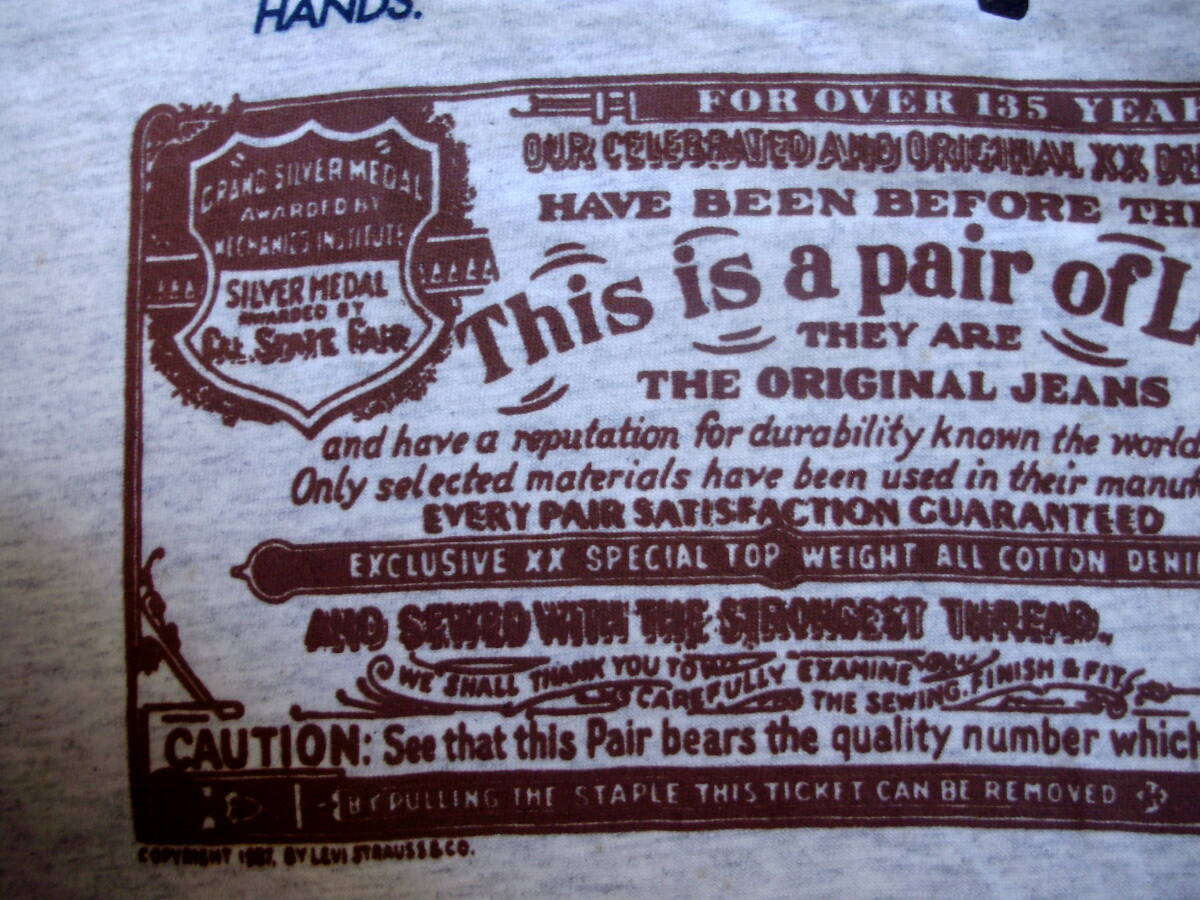 HANDS.
FOR OVER 135 YEAR
OUR CELEBRATED AND ORIGINAL XX DE
HAVE BEEN BEFORE TH
GRAND SILVER MEDAL
AWARDED BY
MECHANICS INSTITUTE
SILVER MEDAL
AWARDED BY
CAL. STATE FAIR
This is a pair of L
THEY ARE
THE ORIGINAL JEANS
and have a reputation for durability known the world
Only selected materials have been used in their manu
EVERY PAIR SATISFACTION GUARANTEED
EXCLUSIVE XX SPECIAL TOP WEIGHT ALL COTTON DENI
AND SEWED WITH THE STRONGEST THREAD.
WE SHALL THANK YOU TO CAREFULLY EXAMINE
THE SEWING. FINISH & FIT
CAUTION: See that this Pair bears the quality number which
BY PULLING THE STAPLE THIS TICKET CAN BE REMOVED
COPYRIGHT 1987, BY LEVI STRAUSS & CO.